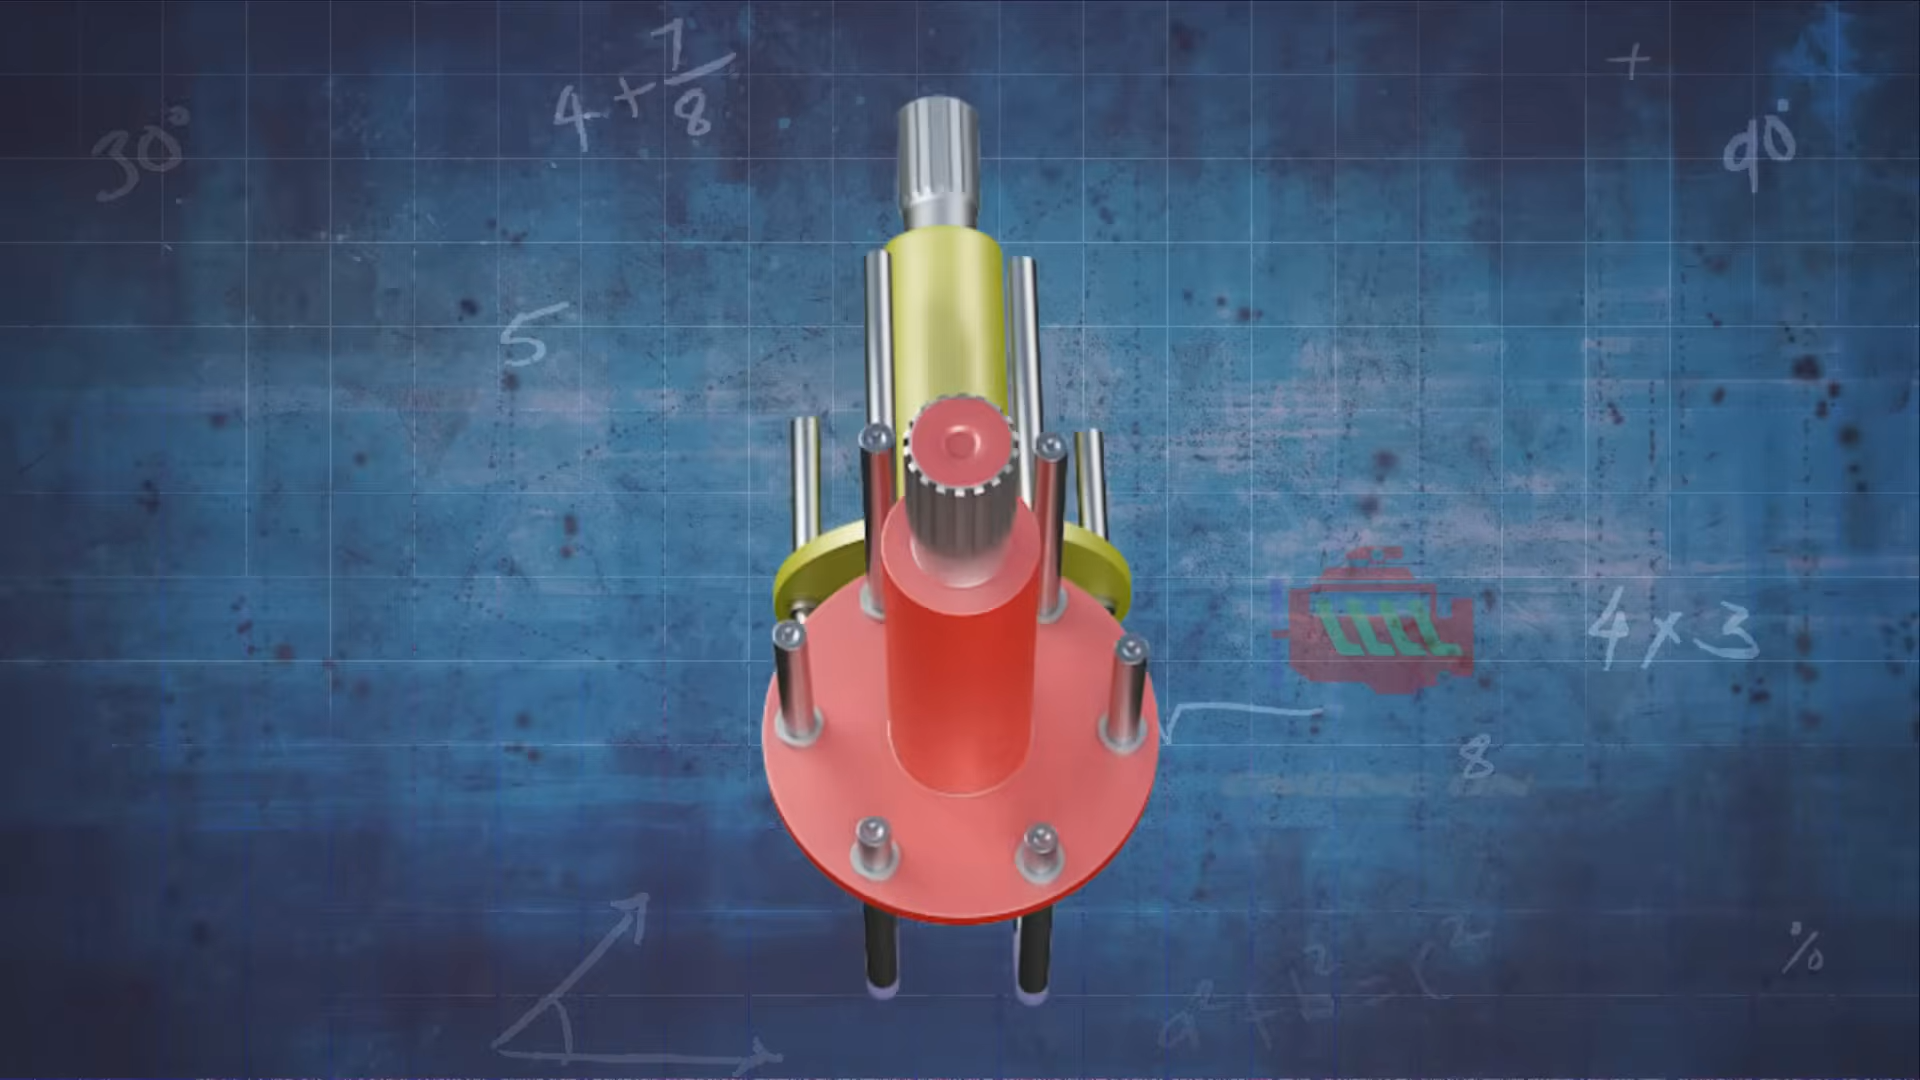 +
4 + 7/8
30°
90°
5
4 x 3
√
8
%
a² + b² = c²